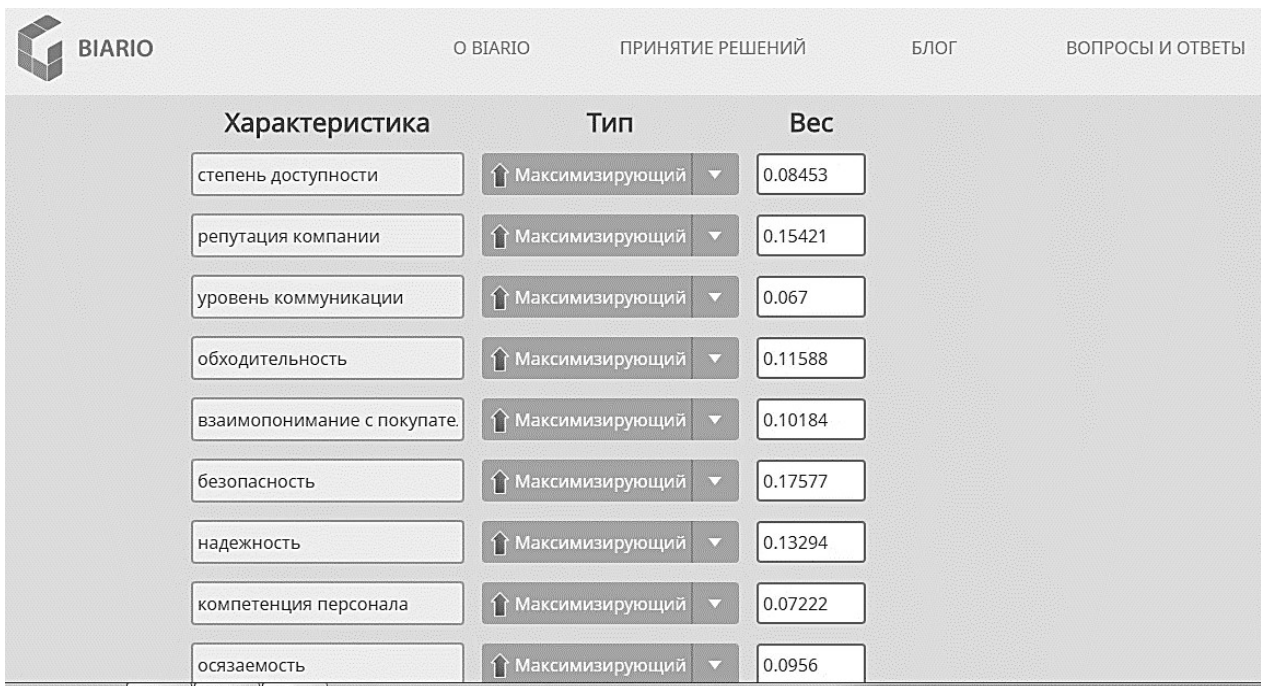 BIARIO О BIARIO ПРИНЯТИЕ РЕШЕНИЙ БЛОГ ВОПРОСЫ И ОТВЕТЫ
Характеристика Тип Вес
степень доступности Максимизирующий 0.08453
репутация компании Максимизирующий 0.15421
уровень коммуникации Максимизирующий 0.067
обходительность Максимизирующий 0.11588
взаимопонимание с покупате. Максимизирующий 0.10184
безопасность Максимизирующий 0.17577
надежность Максимизирующий 0.13294
компетенция персонала Максимизирующий 0.07222
осязаемость Максимизирующий 0.0956